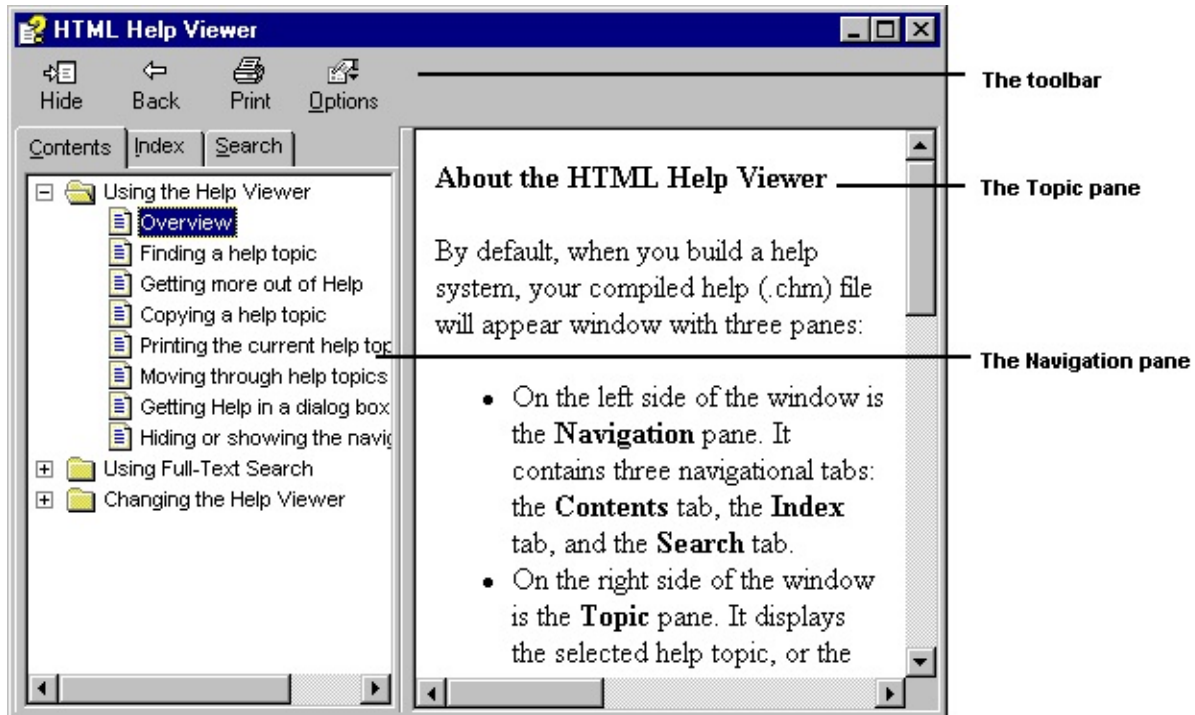 HTML Help Viewer
Hide Back Print Options
The toolbar
Contents Index Search
Using the Help Viewer
Overview
Finding a help topic
Getting more out of Help
Copying a help topic
Printing the current help top
Moving through help topics
Getting Help in a dialog box
Hiding or showing the navig
Using Full-Text Search
Changing the Help Viewer
About the HTML Help Viewer
The Topic pane
By default, when you build a help
system, your compiled help (.chm) file
will appear window with three panes:
The Navigation pane
• On the left side of the window is
the Navigation pane. It
contains three navigational tabs:
the Contents tab, the Index
tab, and the Search tab.
• On the right side of the window
is the Topic pane. It displays
the selected help topic, or the